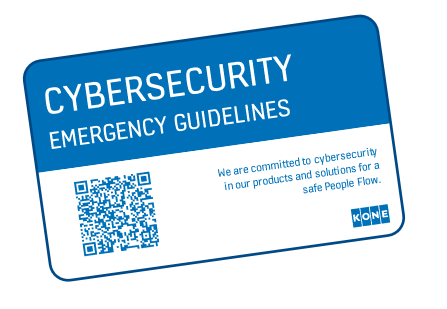 CYBERSECURITY
EMERGENCY GUIDELINES
We are committed to cybersecurity
in our products and solutions for a
safe People Flow.
KONE